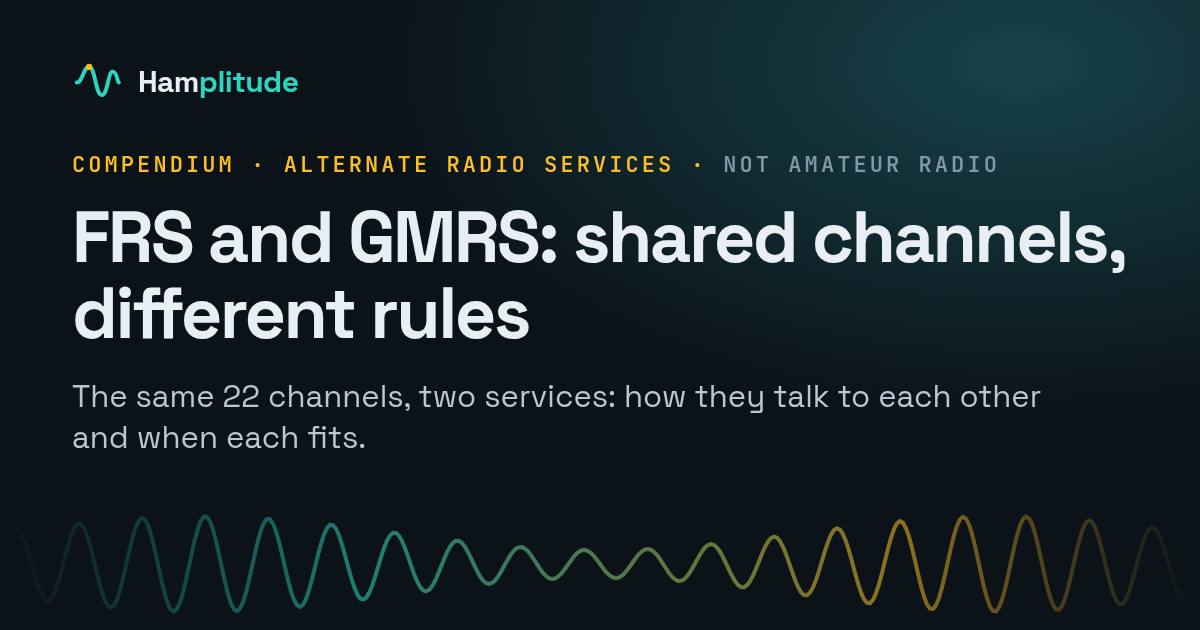 Hamplitude
COMPENDIUM · ALTERNATE RADIO SERVICES · NOT AMATEUR RADIO
FRS and GMRS: shared channels,
different rules
The same 22 channels, two services: how they talk to each other
and when each fits.